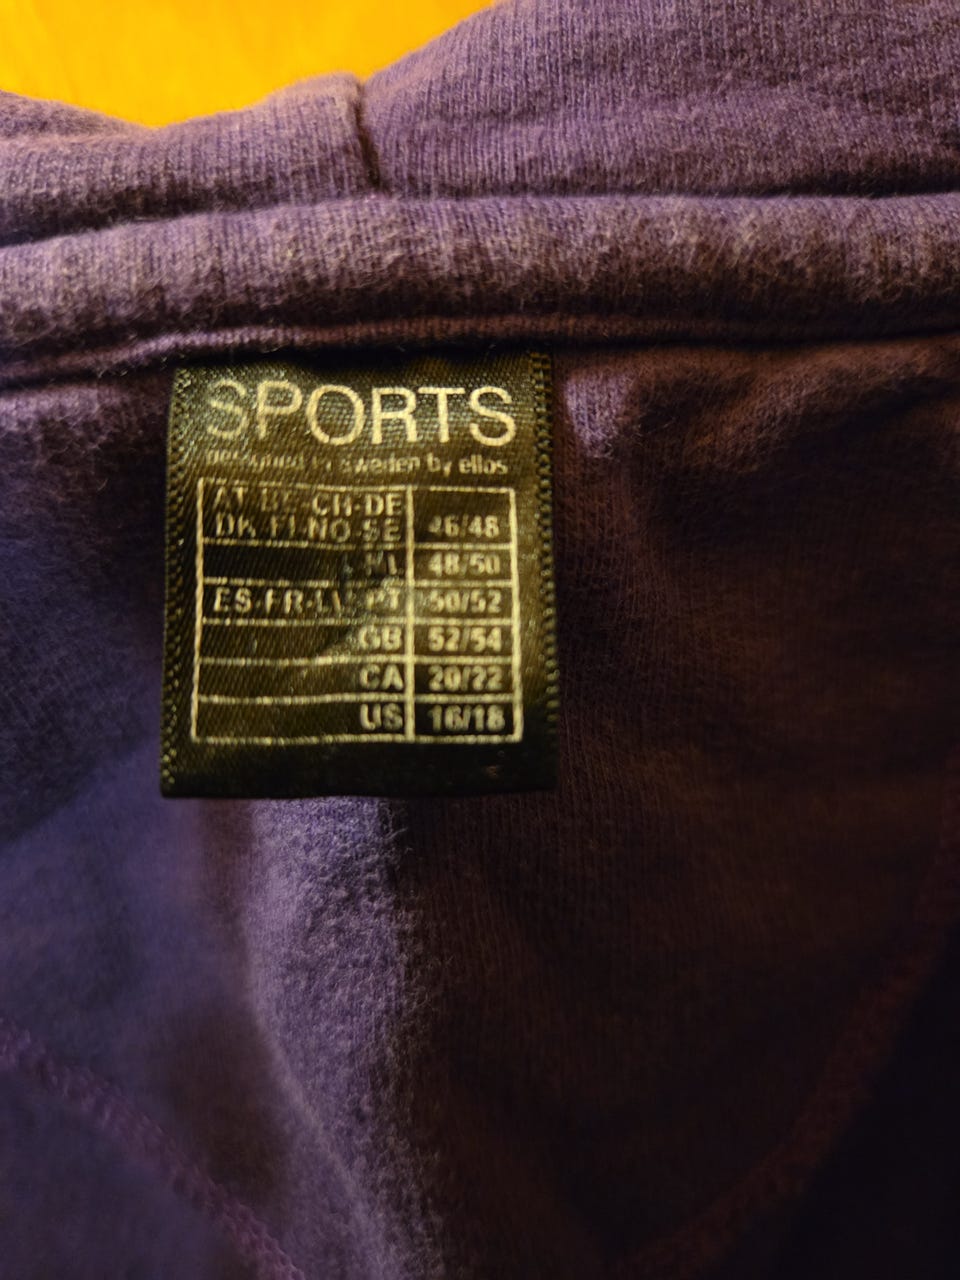 SPORTS
designed in sweden by ellos
AT-BE-CH-DE
DK-FI-NO-SE 46/48
NL 48/50
ES-FR-LU-PT 50/52
GB 52/54
CA 20/22
US 16/18